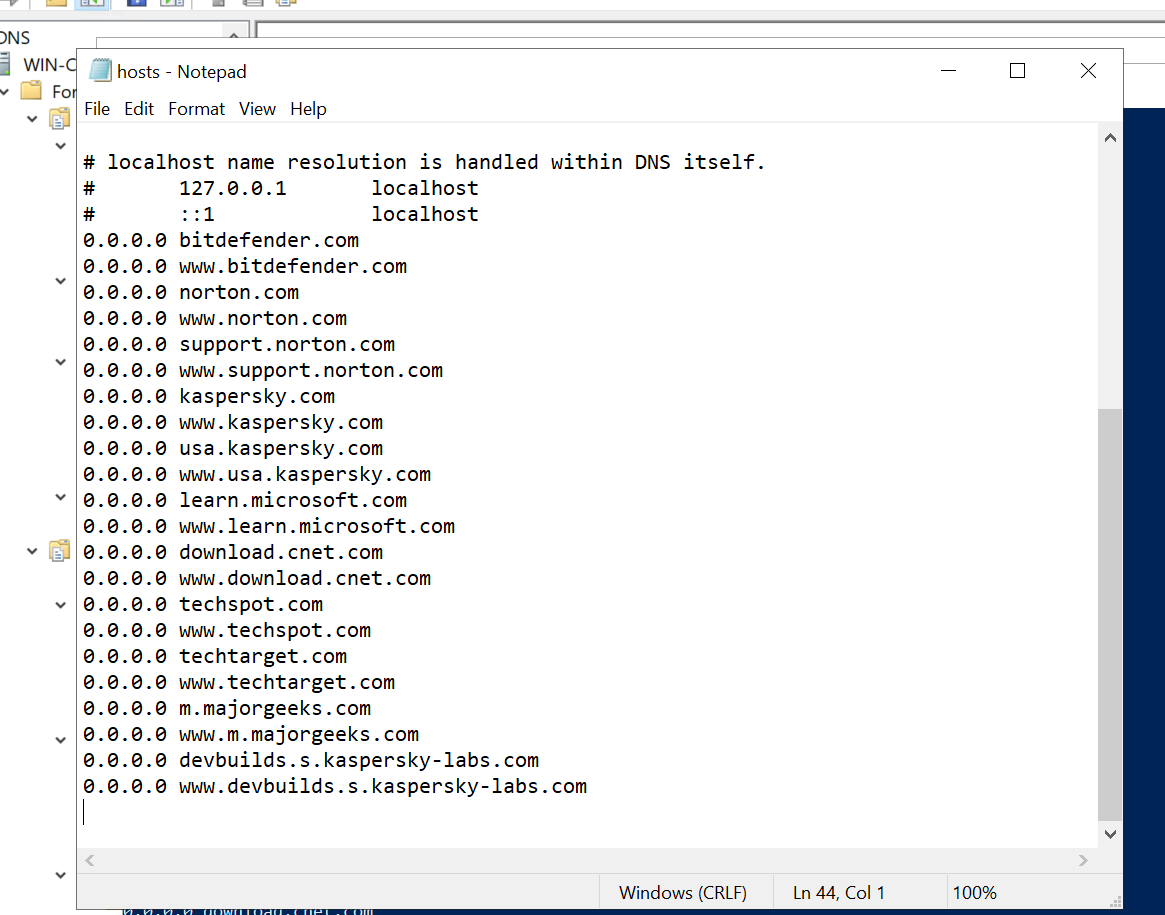 DNS
WIN-C
For
hosts - Notepad
File Edit Format View Help
# localhost name resolution is handled within DNS itself.
# 127.0.0.1 localhost
# ::1 localhost
0.0.0.0 bitdefender.com
0.0.0.0 www.bitdefender.com
0.0.0.0 norton.com
0.0.0.0 www.norton.com
0.0.0.0 support.norton.com
0.0.0.0 www.support.norton.com
0.0.0.0 kaspersky.com
0.0.0.0 www.kaspersky.com
0.0.0.0 usa.kaspersky.com
0.0.0.0 www.usa.kaspersky.com
0.0.0.0 learn.microsoft.com
0.0.0.0 www.learn.microsoft.com
0.0.0.0 download.cnet.com
0.0.0.0 www.download.cnet.com
0.0.0.0 techspot.com
0.0.0.0 www.techspot.com
0.0.0.0 techtarget.com
0.0.0.0 www.techtarget.com
0.0.0.0 m.majorgeeks.com
0.0.0.0 www.m.majorgeeks.com
0.0.0.0 devbuilds.s.kaspersky-labs.com
0.0.0.0 www.devbuilds.s.kaspersky-labs.com
Windows (CRLF) Ln 44, Col 1 100%
0.0.0.0 download.cnet.com